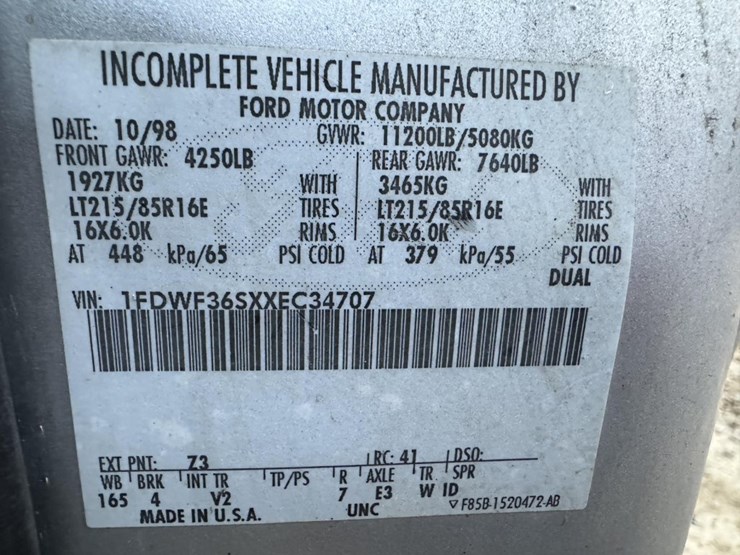 INCOMPLETE VEHICLE MANUFACTURED BY
FORD MOTOR COMPANY
DATE: 10/98 GVWR: 11200LB/5080KG
FRONT GAWR: 4250LB REAR GAWR: 7640LB
1927KG WITH 3465KG WITH
LT215/85R16E TIRES LT215/85R16E TIRES
16X6.0K RIMS 16X6.0K RIMS
AT 448 kPa/65 PSI COLD AT 379 kPa/55 PSI COLD
DUAL
VIN: 1FDWF36SXXEC34707
EXT PNT: Z3 RC: 41 DSO:
WB BRK INT TR TP/PS R AXLE TR SPR
165 4 V2 7 E3 W ID
MADE IN U.S.A. UNC ▽ F85B-1520472-AB